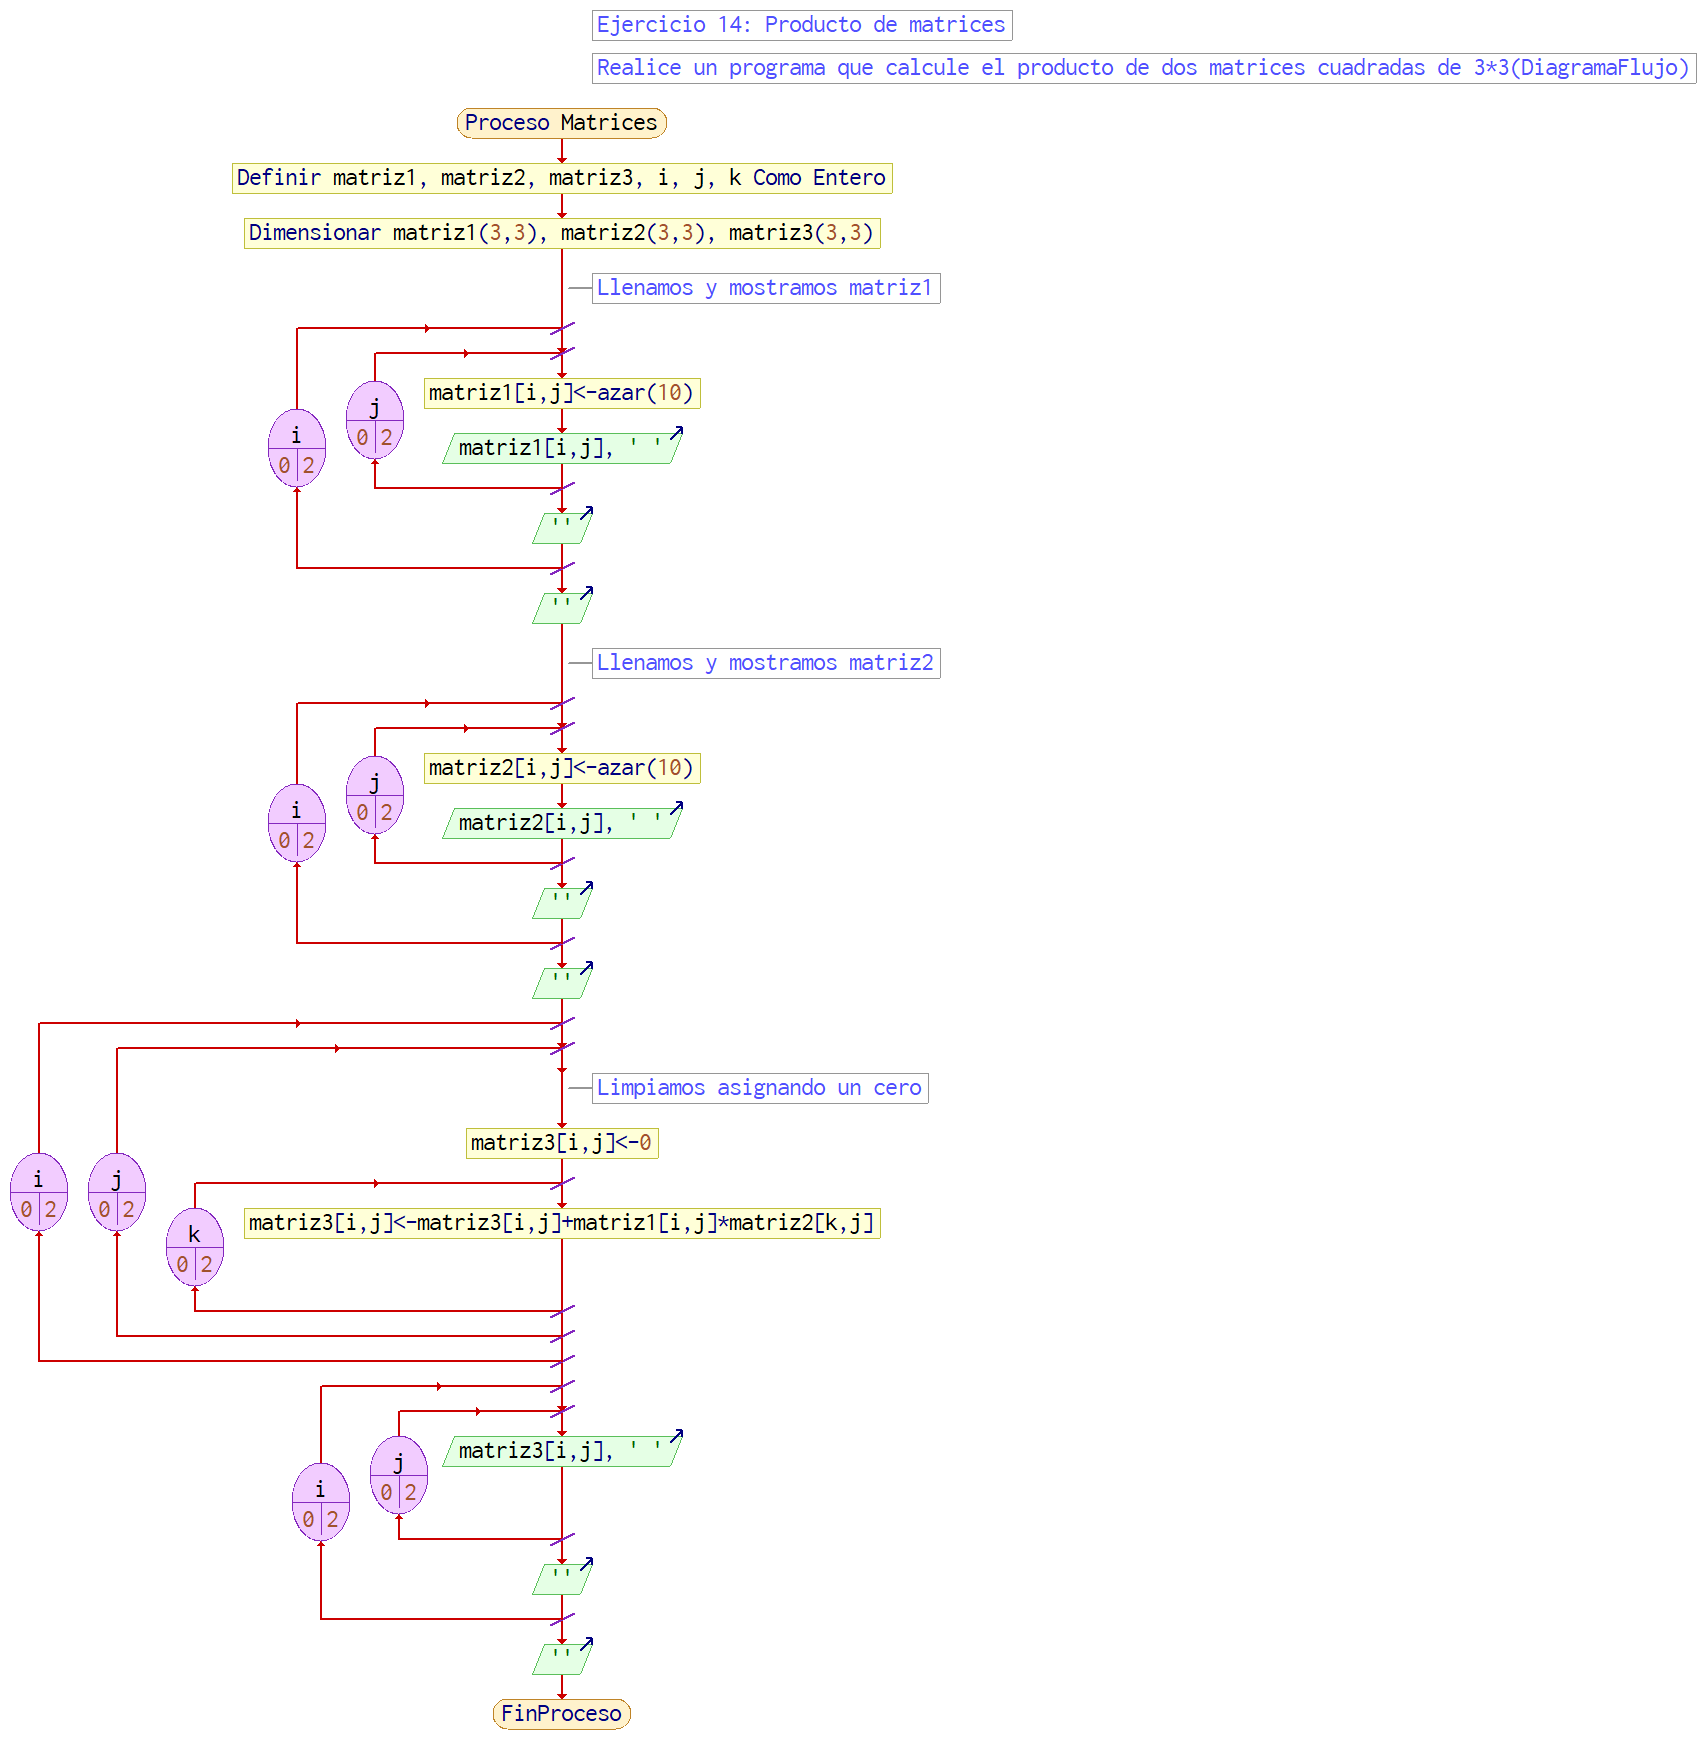 Ejercicio 14: Producto de matrices
Realice un programa que calcule el producto de dos matrices cuadradas de 3*3(DiagramaFlujo)
Proceso Matrices
Definir matriz1, matriz2, matriz3, i, j, k Como Entero
Dimensionar matriz1(3,3), matriz2(3,3), matriz3(3,3)
Llenamos y mostramos matriz1
i
0 2
j
0 2
matriz1[i,j]<-azar(10)
matriz1[i,j], ' '
''
''
Llenamos y mostramos matriz2
i
0 2
j
0 2
matriz2[i,j]<-azar(10)
matriz2[i,j], ' '
''
''
i
0 2
j
0 2
Limpiamos asignando un cero
matriz3[i,j]<-0
k
0 2
matriz3[i,j]<-matriz3[i,j]+matriz1[i,j]*matriz2[k,j]
i
0 2
j
0 2
matriz3[i,j], ' '
''
''
FinProceso